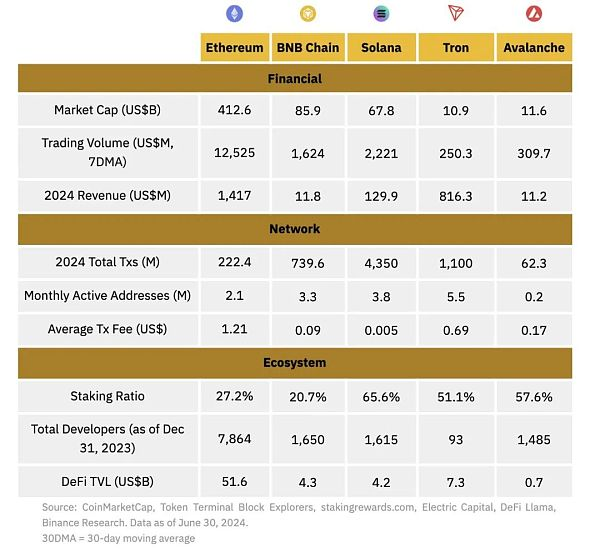 Ethereum BNB Chain Solana Tron Avalanche
Financial
Market Cap (US$B) 412.6 85.9 67.8 10.9 11.6
Trading Volume (US$M,
7DMA) 12,525 1,624 2,221 250.3 309.7
2024 Revenue (US$M) 1,417 11.8 129.9 816.3 11.2
Network
2024 Total Txs (M) 222.4 739.6 4,350 1,100 62.3
Monthly Active Addresses (M) 2.1 3.3 3.8 5.5 0.2
Average Tx Fee (US$) 1.21 0.09 0.005 0.69 0.17
Ecosystem
Staking Ratio 27.2% 20.7% 65.6% 51.1% 57.6%
Total Developers (as of Dec
31, 2023) 7,864 1,650 1,615 93 1,485
DeFi TVL (US$B) 51.6 4.3 4.2 7.3 0.7
Source: CoinMarketCap, Token Terminal Block Explorers, stakingrewards.com, Electric Capital, DeFi Llama,
Binance Research. Data as of June 30, 2024.
30DMA = 30-day moving average